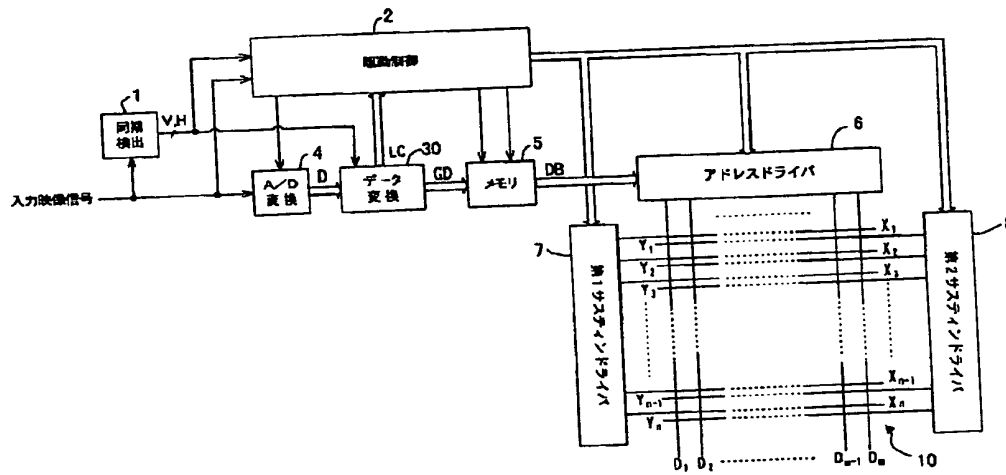 2
駆動制御
1
同期
検出
V,H
4
A/D
変換
D
LC
30
データ
変換
GD
5
メモリ
DB
6
アドレスドライバ
入力映像信号
7
第1サスティンドライバ
第2サスティンドライバ
Y1
X1
Y2
X2
Y3
X3
Yn-1
Xn-1
Yn
Xn
10
D1 D2
Dm-1 Dm